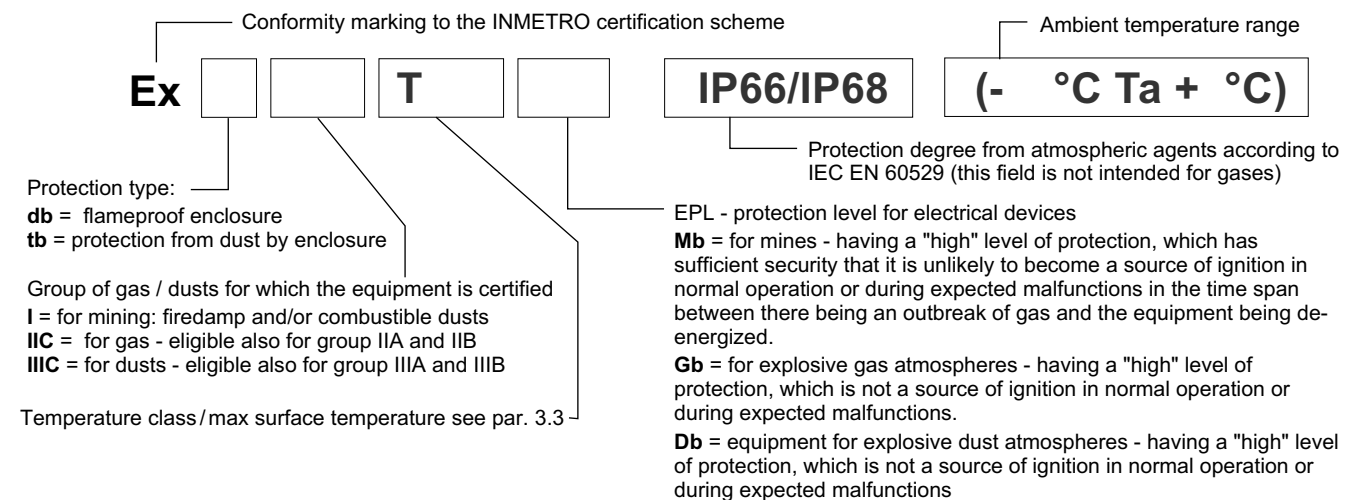 Conformity marking to the INMETRO certification scheme
Ambient temperature range
Ex T IP66/IP68 (- °C Ta + °C)
Protection degree from atmospheric agents according to
IEC EN 60529 (this field is not intended for gases)
Protection type:
db = flameproof enclosure
tb = protection from dust by enclosure
Group of gas / dusts for which the equipment is certified
I = for mining: firedamp and/or combustible dusts
IIC = for gas - eligible also for group IIA and IIB
IIIC = for dusts - eligible also for group IIIA and IIIB
Temperature class/max surface temperature see par. 3.3
EPL - protection level for electrical devices
Mb = for mines - having a "high" level of protection, which has
sufficient security that it is unlikely to become a source of ignition in
normal operation or during expected malfunctions in the time span
between there being an outbreak of gas and the equipment being de-
energized.
Gb = for explosive gas atmospheres - having a "high" level of
protection, which is not a source of ignition in normal operation or
during expected malfunctions.
Db = equipment for explosive dust atmospheres - having a "high" level
of protection, which is not a source of ignition in normal operation or
during expected malfunctions